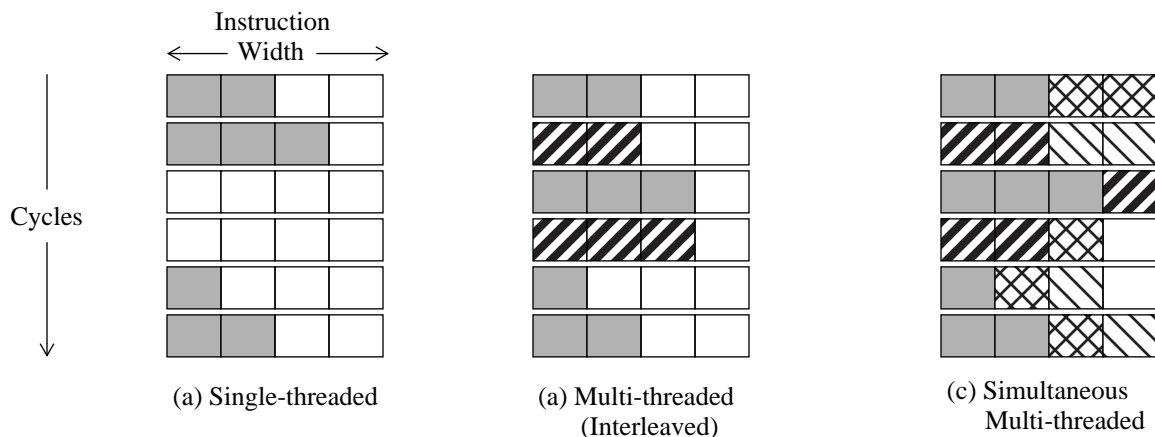 Instruction
Width
Cycles
(a) Single-threaded
(a) Multi-threaded
(Interleaved)
(c) Simultaneous
Multi-threaded